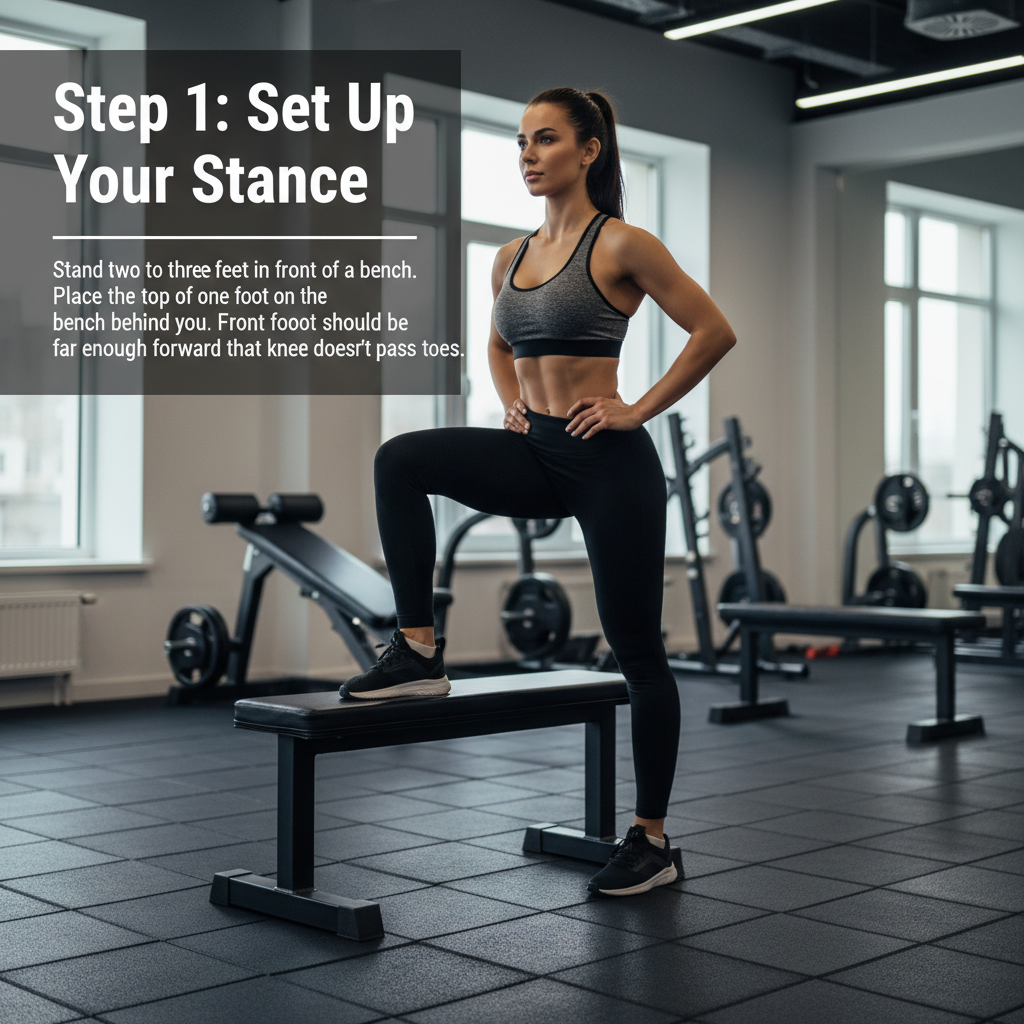 Step 1: Set Up
Your Stance
Stand two to three feet in front of a bench.
Place the top of one foot on the
bench behind you. Front fooot should be
far enough forward that knee doesr't pass toes.